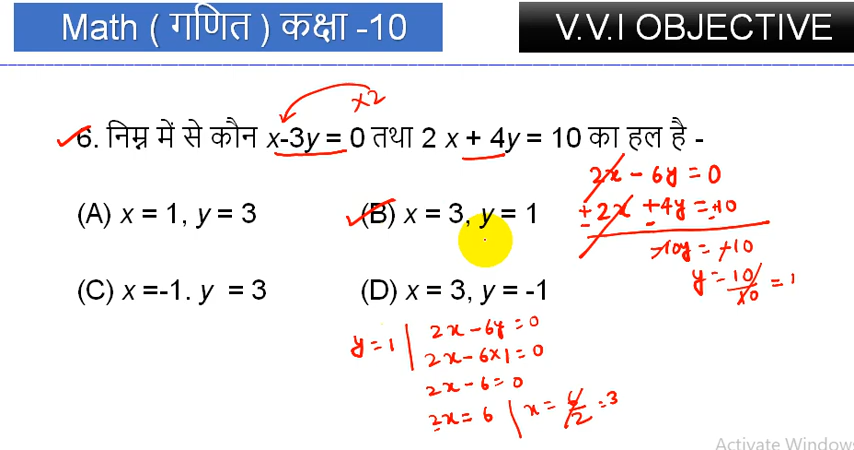 Math ( गणित ) कक्षा -10
V.V.I OBJECTIVE
×2
6. निम्न में से कौन x-3y = 0 तथा 2 x + 4y = 10 का हल है -
(A) x = 1, y = 3
(B) x = 3, y = 1
(C) x =-1. y = 3
(D) x = 3, y = -1
2x - 6y = 0
2x + 4y = 10
-10y = -10
y = 10/10 = 1
y = 1
2x - 6y = 0
2x - 6×1 = 0
2x - 6 = 0
2x = 6 | x = 6/2 = 3
Activate Windows